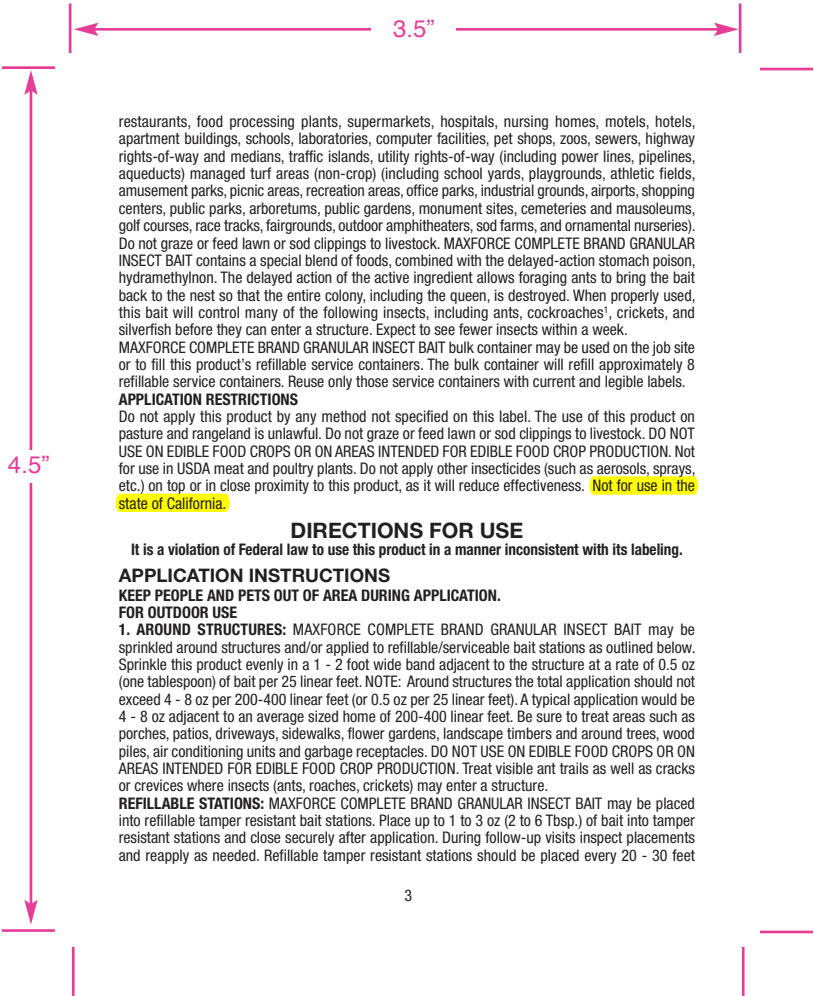 3.5”
4.5”
restaurants, food processing plants, supermarkets, hospitals, nursing homes, motels, hotels,
apartment buildings, schools, laboratories, computer facilities, pet shops, zoos, sewers, highway
rights-of-way and medians, traffic islands, utility rights-of-way (including power lines, pipelines,
aqueducts) managed turf areas (non-crop) (including school yards, playgrounds, athletic fields,
amusement parks, picnic areas, recreation areas, office parks, industrial grounds, airports, shopping
centers, public parks, arboretums, public gardens, monument sites, cemeteries and mausoleums,
golf courses, race tracks, fairgrounds, outdoor amphitheaters, sod farms, and ornamental nurseries).
Do not graze or feed lawn or sod clippings to livestock. MAXFORCE COMPLETE BRAND GRANULAR
INSECT BAIT contains a special blend of foods, combined with the delayed-action stomach poison,
hydramethylnon. The delayed action of the active ingredient allows foraging ants to bring the bait
back to the nest so that the entire colony, including the queen, is destroyed. When properly used,
this bait will control many of the following insects, including ants, cockroaches¹, crickets, and
silverfish before they can enter a structure. Expect to see fewer insects within a week.
MAXFORCE COMPLETE BRAND GRANULAR INSECT BAIT bulk container may be used on the job site
or to fill this product’s refillable service containers. The bulk container will refill approximately 8
refillable service containers. Reuse only those service containers with current and legible labels.
APPLICATION RESTRICTIONS
Do not apply this product by any method not specified on this label. The use of this product on
pasture and rangeland is unlawful. Do not graze or feed lawn or sod clippings to livestock. DO NOT
USE ON EDIBLE FOOD CROPS OR ON AREAS INTENDED FOR EDIBLE FOOD CROP PRODUCTION. Not
for use in USDA meat and poultry plants. Do not apply other insecticides (such as aerosols, sprays,
etc.) on top or in close proximity to this product, as it will reduce effectiveness. Not for use in the
state of California.
DIRECTIONS FOR USE
It is a violation of Federal law to use this product in a manner inconsistent with its labeling.
APPLICATION INSTRUCTIONS
KEEP PEOPLE AND PETS OUT OF AREA DURING APPLICATION.
FOR OUTDOOR USE
1. AROUND STRUCTURES: MAXFORCE COMPLETE BRAND GRANULAR INSECT BAIT may be
sprinkled around structures and/or applied to refillable/serviceable bait stations as outlined below.
Sprinkle this product evenly in a 1 - 2 foot wide band adjacent to the structure at a rate of 0.5 oz
(one tablespoon) of bait per 25 linear feet. NOTE: Around structures the total application should not
exceed 4 - 8 oz per 200-400 linear feet (or 0.5 oz per 25 linear feet). A typical application would be
4 - 8 oz adjacent to an average sized home of 200-400 linear feet. Be sure to treat areas such as
porches, patios, driveways, sidewalks, flower gardens, landscape timbers and around trees, wood
piles, air conditioning units and garbage receptacles. DO NOT USE ON EDIBLE FOOD CROPS OR ON
AREAS INTENDED FOR EDIBLE FOOD CROP PRODUCTION. Treat visible ant trails as well as cracks
or crevices where insects (ants, roaches, crickets) may enter a structure.
REFILLABLE STATIONS: MAXFORCE COMPLETE BRAND GRANULAR INSECT BAIT may be placed
into refillable tamper resistant bait stations. Place up to 1 to 3 oz (2 to 6 Tbsp.) of bait into tamper
resistant stations and close securely after application. During follow-up visits inspect placements
and reapply as needed. Refillable tamper resistant stations should be placed every 20 - 30 feet
3